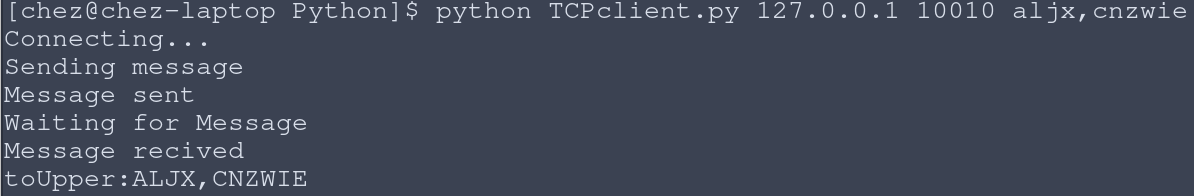 [chez@chez-laptop Python]$ python TCPclient.py 127.0.0.1 10010 aljx,cnzwie
Connecting...
Sending message
Message sent
Waiting for Message
Message recived
toUpper:ALJX,CNZWIE